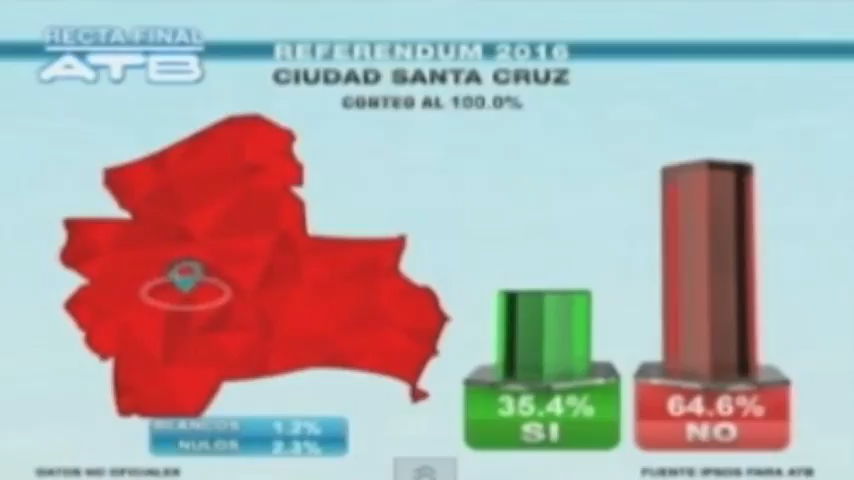 RECTA FINAL
ATB
REFERENDUM 2016
CIUDAD SANTA CRUZ
CONTEO AL 100.0%
35.4%
SI
64.6%
NO
BLANCOS 1.2%
NULOS 2.3%
DATOS NO OFICIALES
FUENTE IPSOS PARA ATB